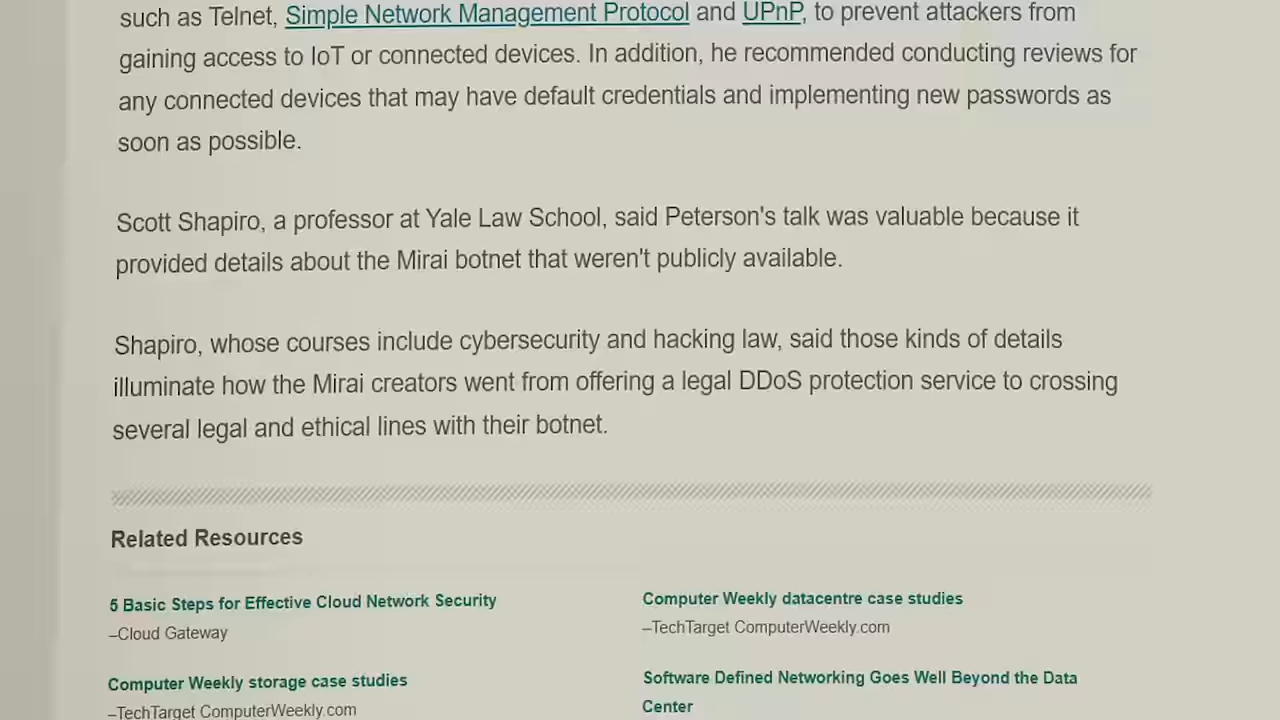 such as Telnet, Simple Network Management Protocol and UPnP, to prevent attackers from
gaining access to IoT or connected devices. In addition, he recommended conducting reviews for
any connected devices that may have default credentials and implementing new passwords as
soon as possible.
Scott Shapiro, a professor at Yale Law School, said Peterson's talk was valuable because it
provided details about the Mirai botnet that weren't publicly available.
Shapiro, whose courses include cybersecurity and hacking law, said those kinds of details
illuminate how the Mirai creators went from offering a legal DDoS protection service to crossing
several legal and ethical lines with their botnet.
Related Resources
5 Basic Steps for Effective Cloud Network Security
–Cloud Gateway
Computer Weekly storage case studies
–TechTarget ComputerWeekly.com
Computer Weekly datacentre case studies
–TechTarget ComputerWeekly.com
Software Defined Networking Goes Well Beyond the Data
Center